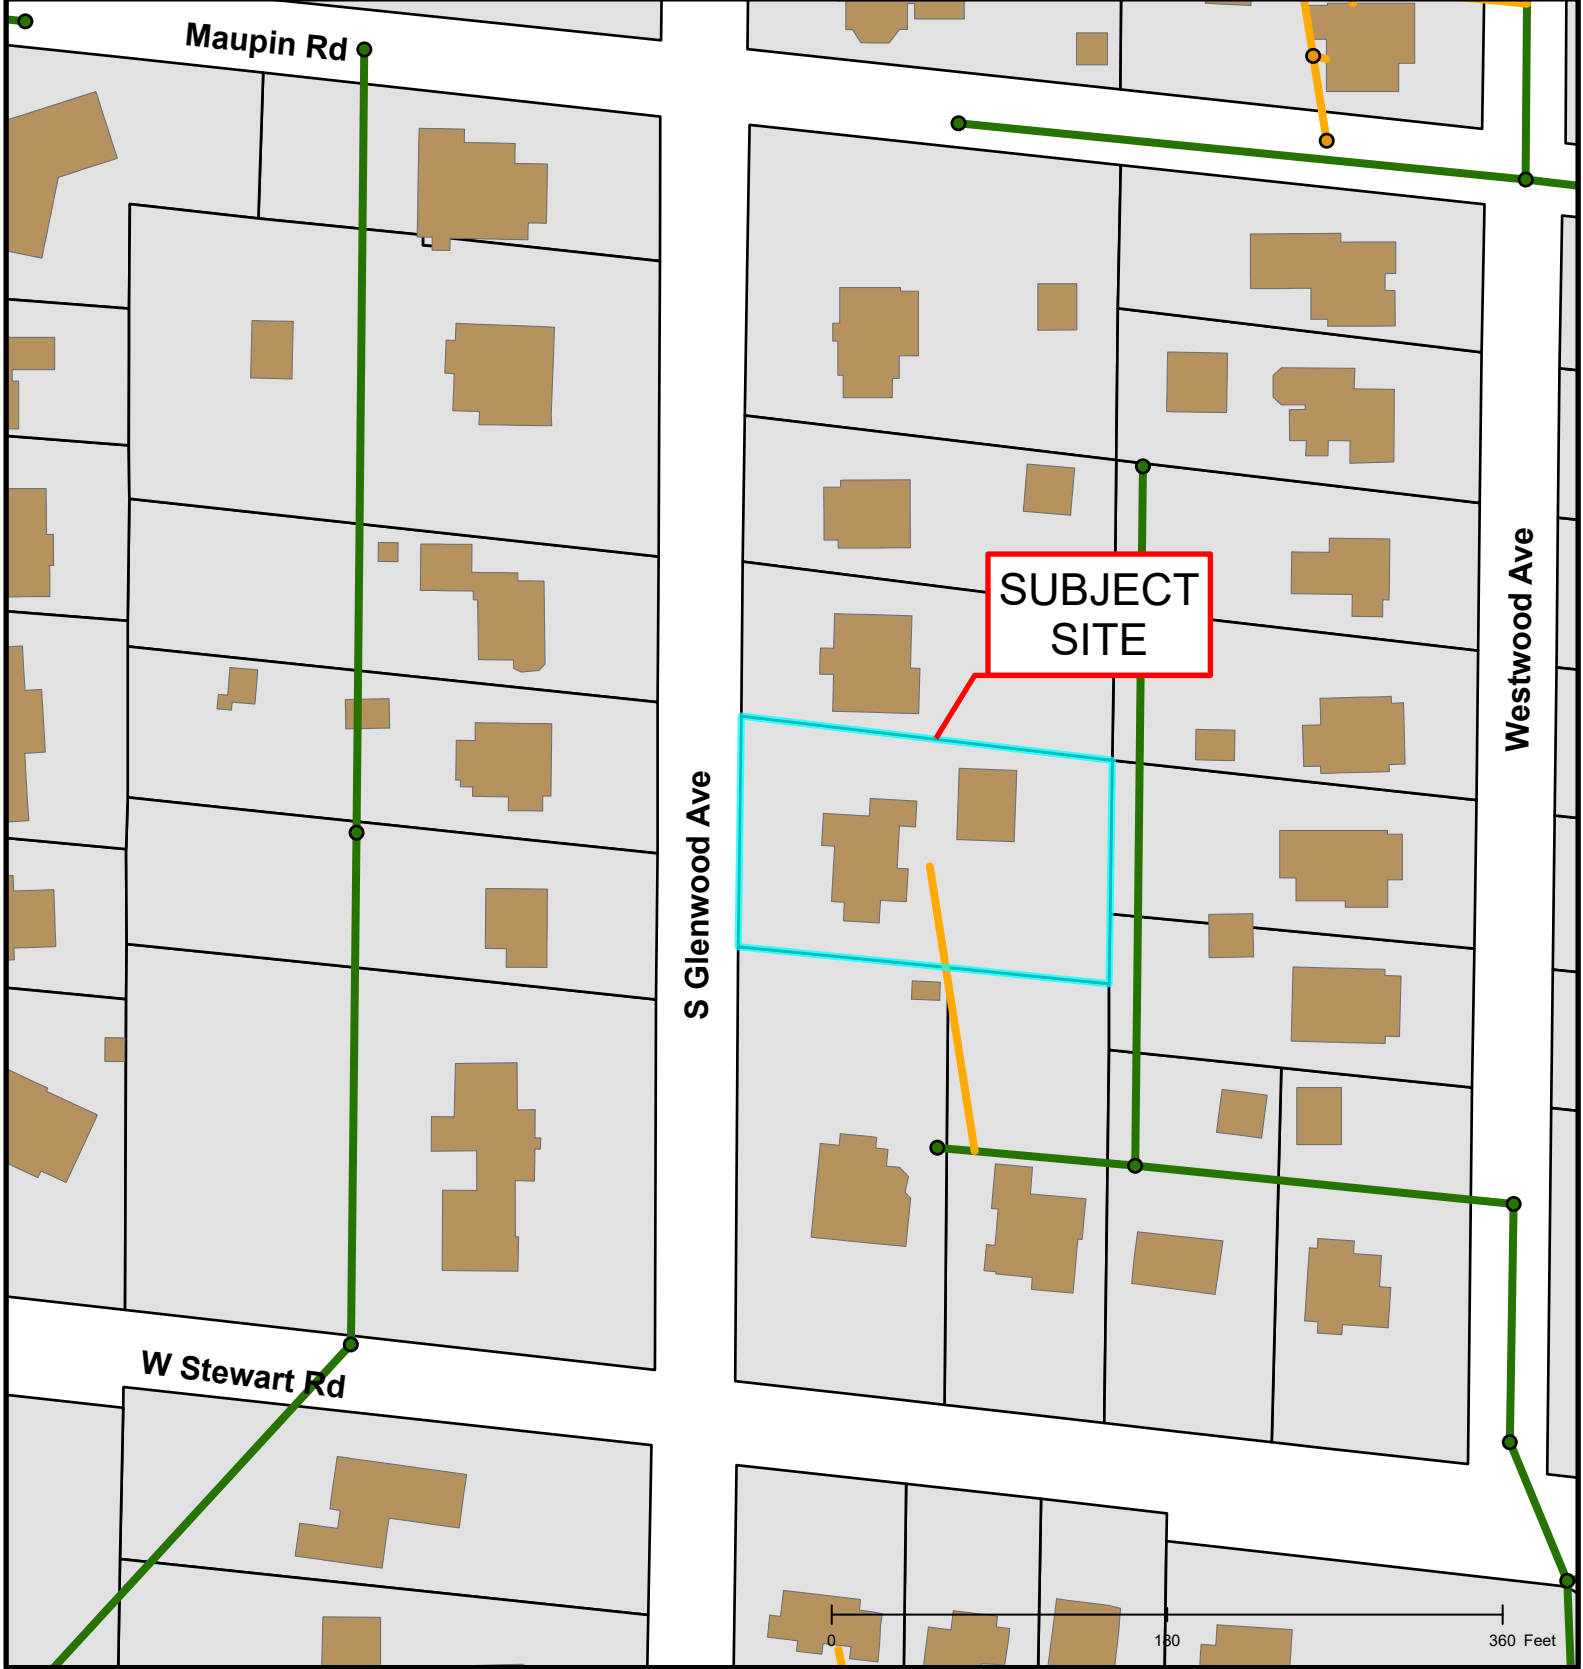 Maupin Rd
SUBJECT
SITE
Westwood Ave
S Glenwood Ave
W Stewart Rd
0 180 360 Feet